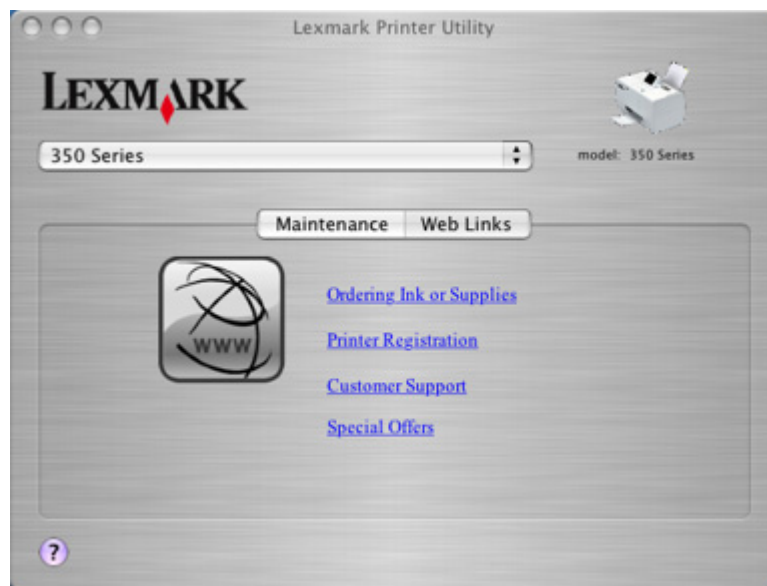 Lexmark Printer Utility
LEXMARK
350 Series
model: 350 Series
Maintenance Web Links
www
Ordering Ink or Supplies
Printer Registration
Customer Support
Special Offers
?